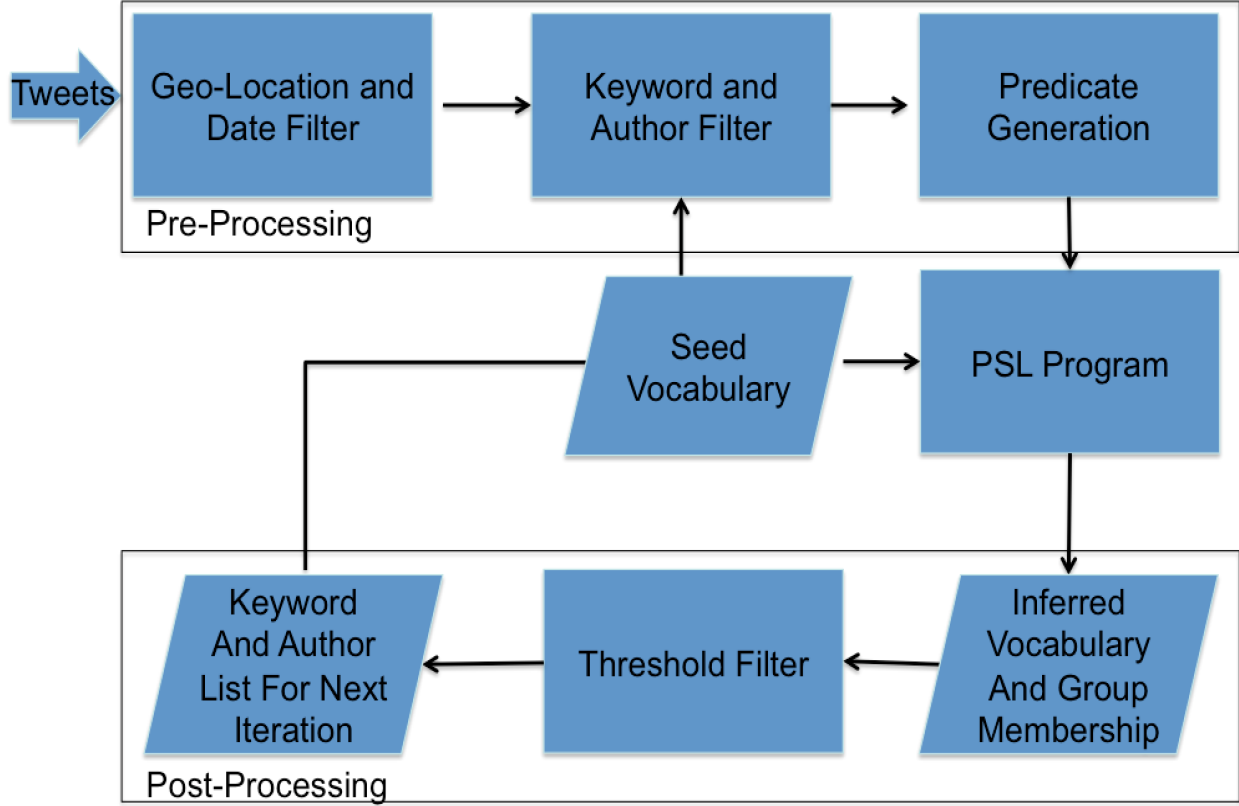 Tweets
Geo-Location and
Date Filter
Keyword and
Author Filter
Predicate
Generation
Pre-Processing
Seed
Vocabulary
PSL Program
Keyword
And Author
List For Next
Iteration
Threshold Filter
Inferred
Vocabulary
And Group
Membership
Post-Processing